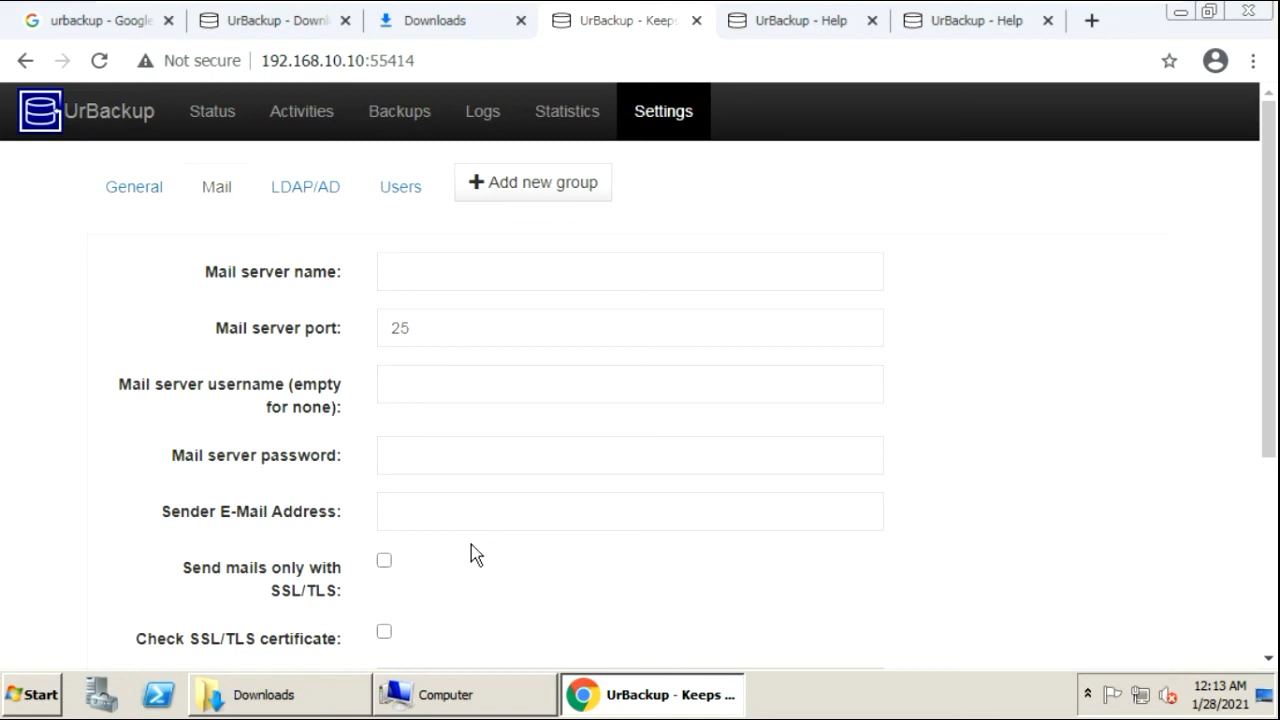 urbackup - Google
UrBackup - Downl
Downloads
UrBackup - Keeps
UrBackup - Help
UrBackup - Help
Not secure
192.168.10.10:55414
UrBackup
Status
Activities
Backups
Logs
Statistics
Settings
General
Mail
LDAP/AD
Users
Add new group
Mail server name:
Mail server port:
25
Mail server username (empty
for none):
Mail server password:
Sender E-Mail Address:
Send mails only with
SSL/TLS:
Check SSL/TLS certificate:
Start
Downloads
Computer
UrBackup - Keeps ...
12:13 AM
1/28/2021